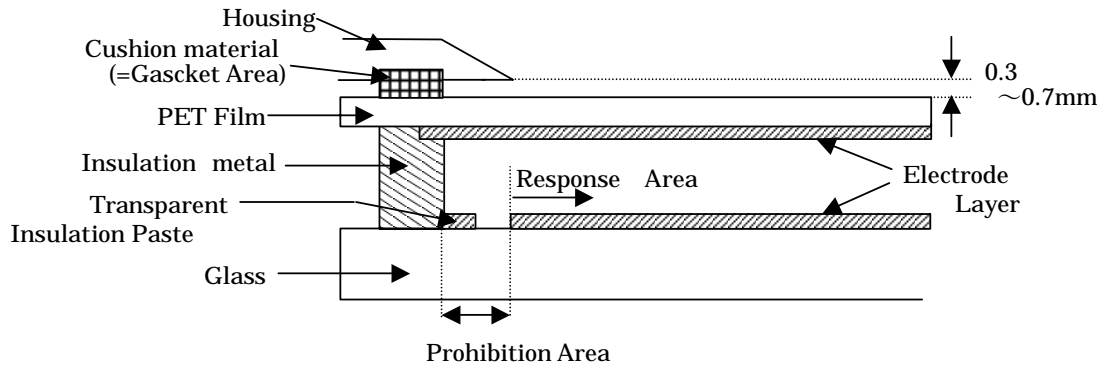 Housing
Cushion material
(=Gascket Area)
0.3
～0.7mm
PET Film
Insulation metal
Response Area
Electrode
Layer
Transparent
Insulation Paste
Glass
Prohibition Area